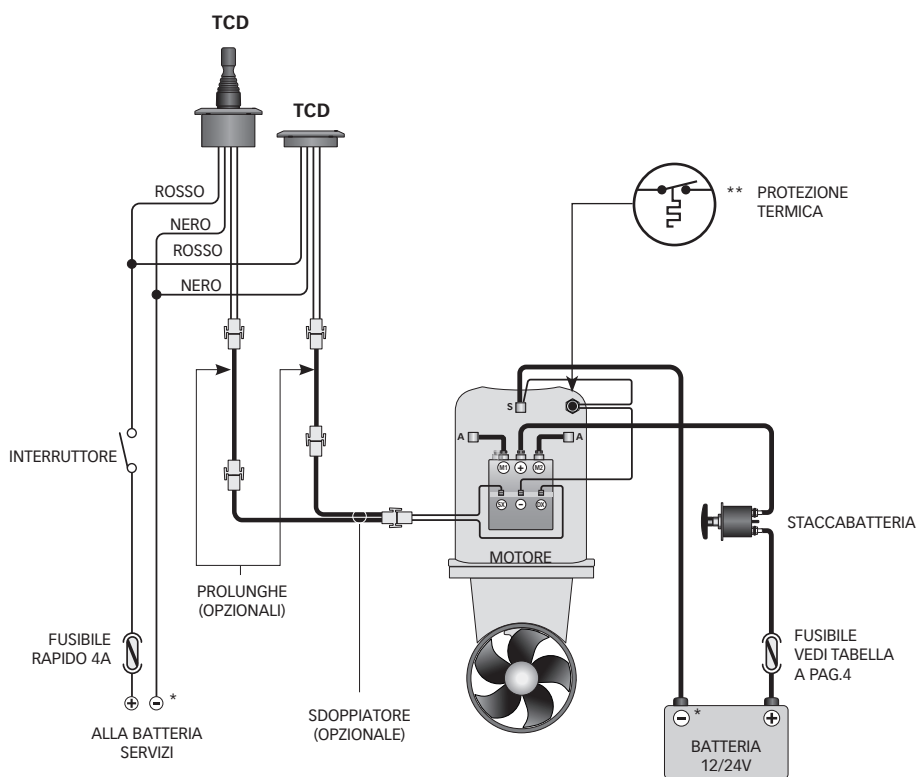 TCD
TCD
ROSSO
NERO
ROSSO
NERO
** PROTEZIONE
TERMICA
S
A
A
M1
+
M2
INTERRUTTORE
SX
-
DX
STACCABATTERIA
MOTORE
PROLUNGHE
(OPZIONALI)
FUSIBILE
RAPIDO 4A
FUSIBILE
VEDI TABELLA
A PAG.4
+
- *
SDOPPIATORE
(OPZIONALE)
- *
+
ALLA BATTERIA
SERVIZI
BATTERIA
12/24V